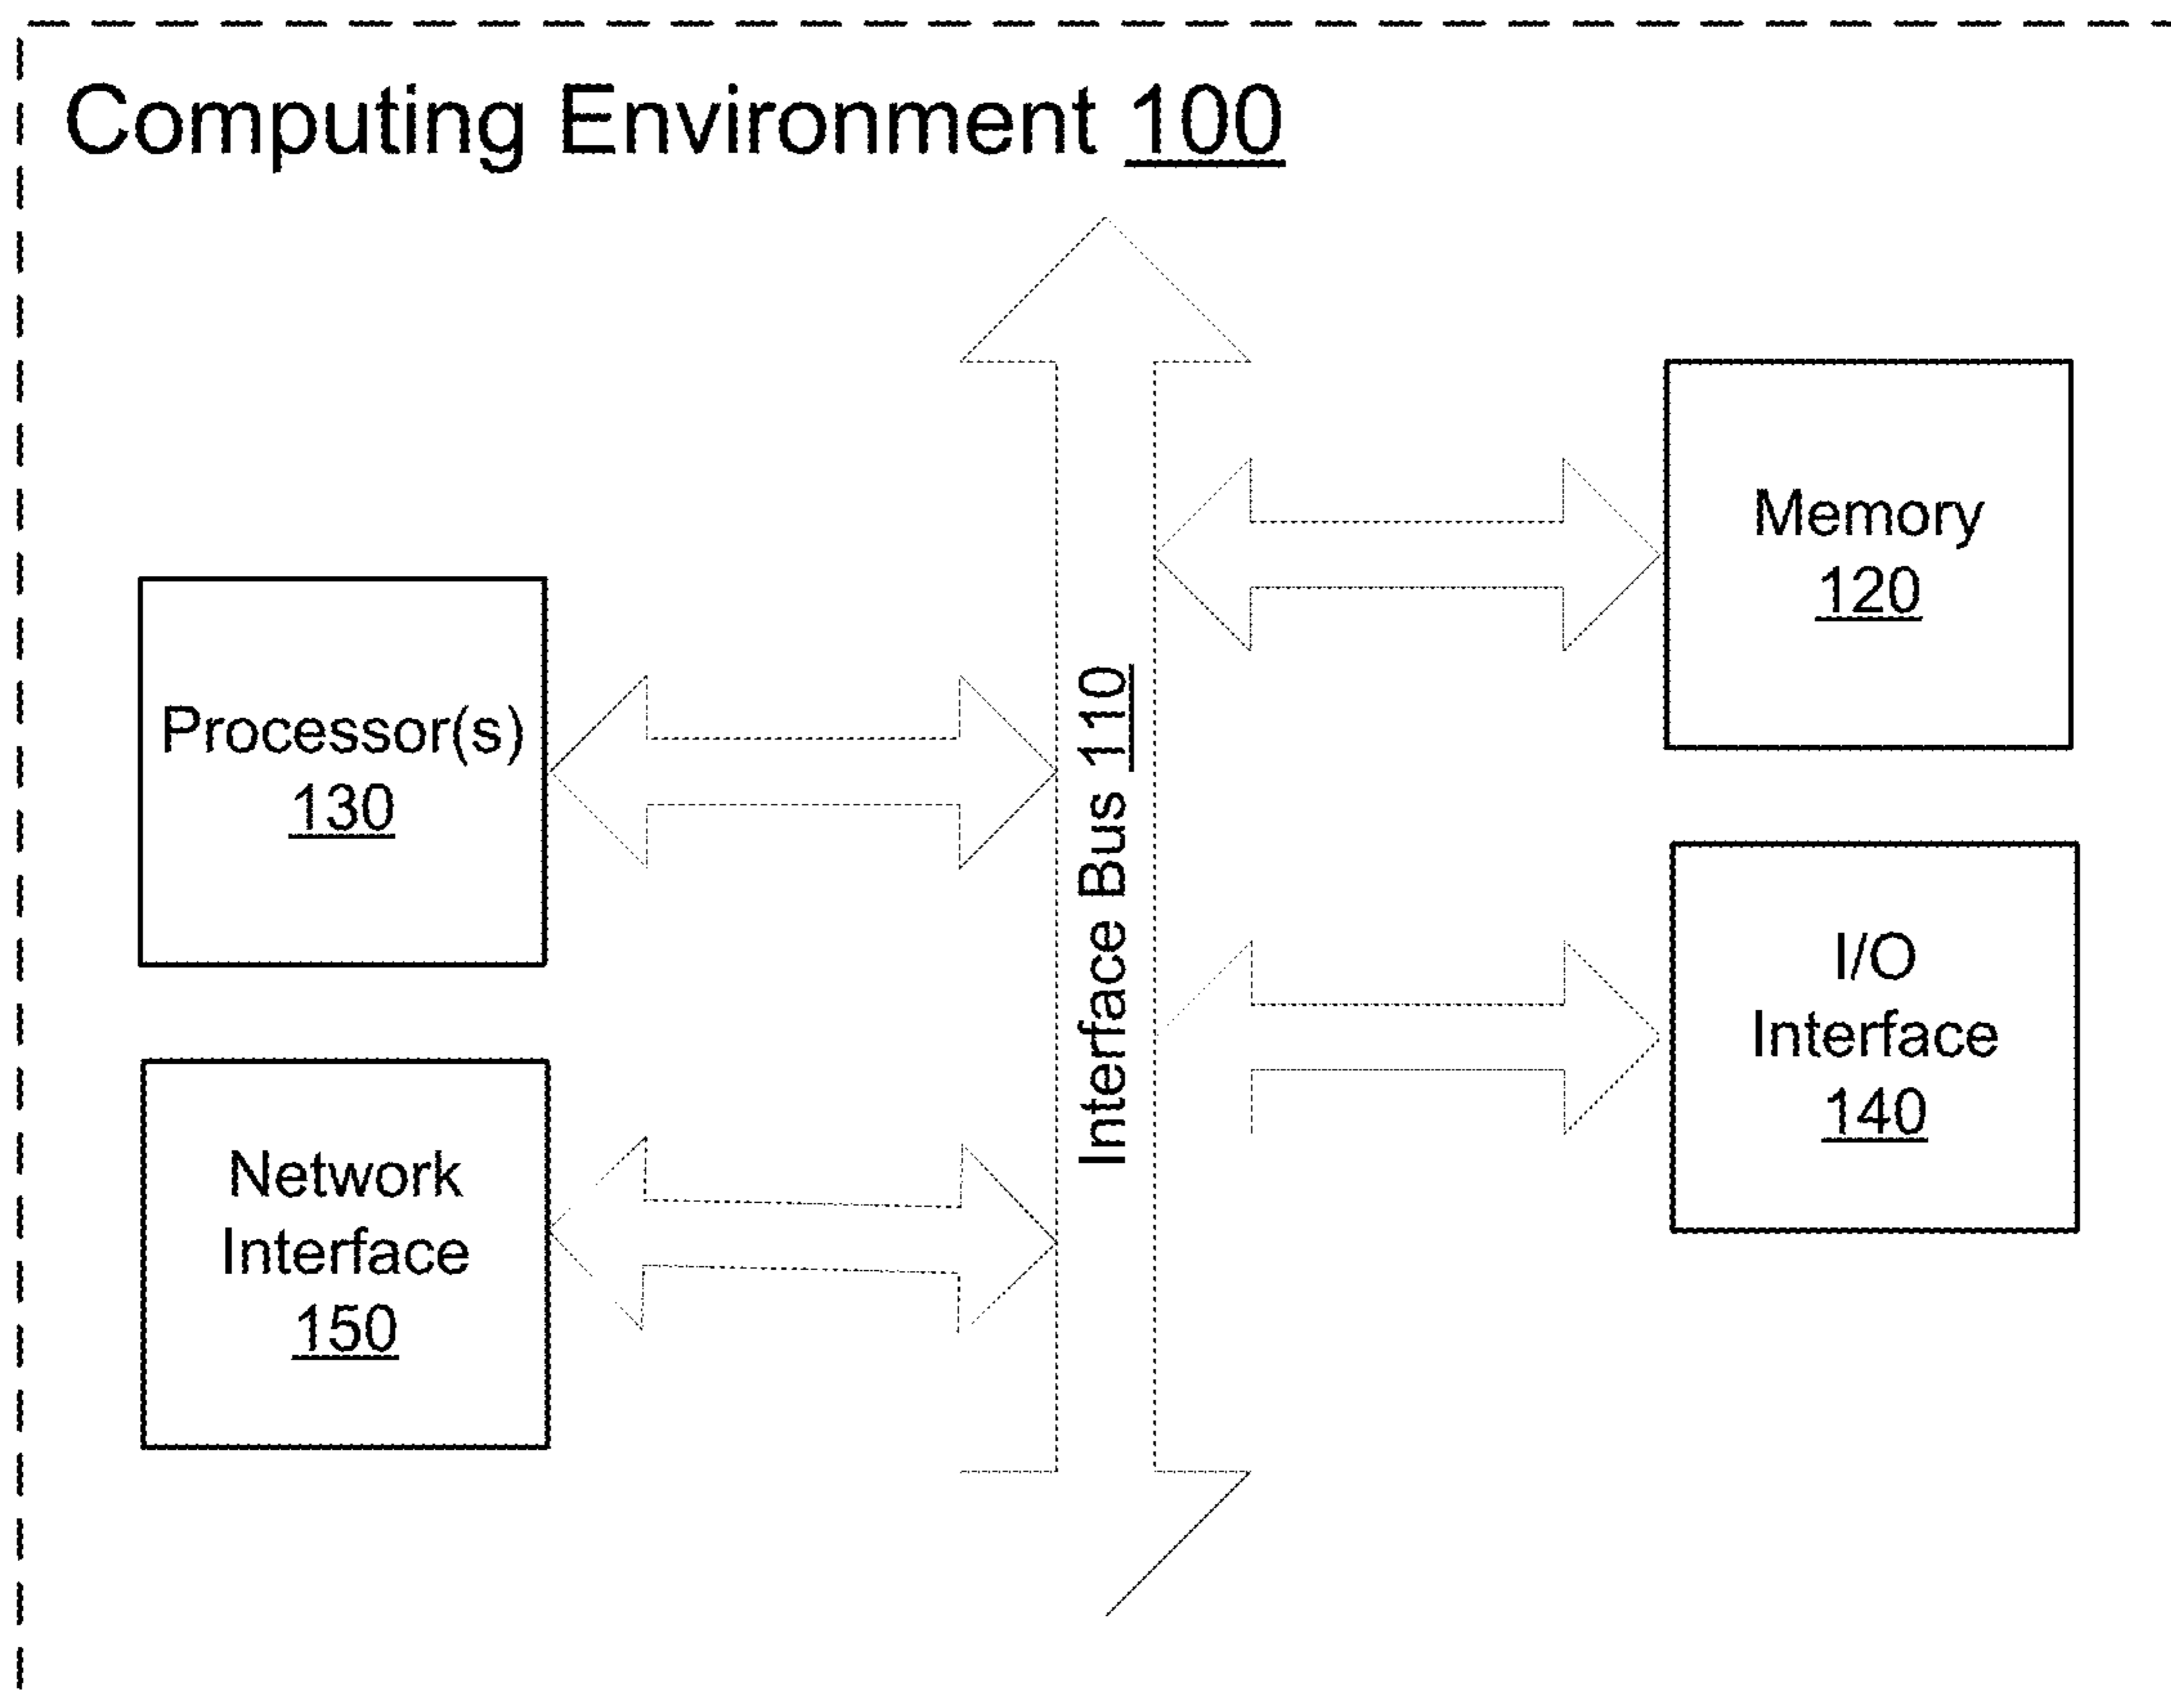 Computing Environment 100
Memory
120
Processor(s)
130
Interface Bus 110
I/O
Interface
140
Network
Interface
150